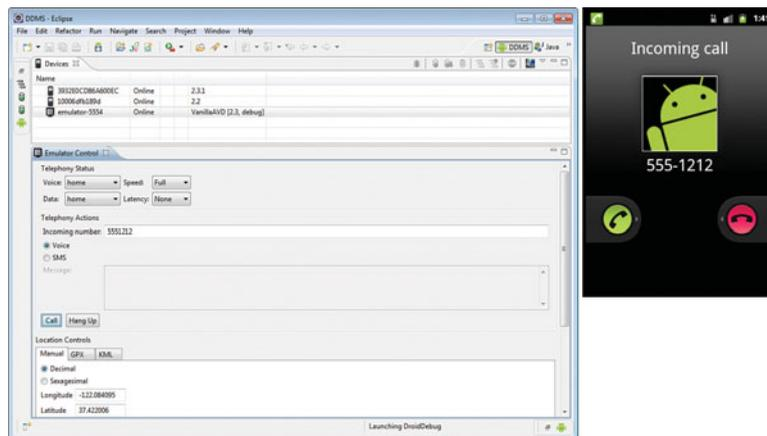 DDMS - Eclipse
File Edit Refactor Run Navigate Search Project Window Help
DDMS Java
Devices
Name
Online 2.3.1
10006dfb189d Online 2.2
emulator-5554 Online VanillaAVD [2.3, debug]
Emulator Control
Telephony Status
Voice: home Speed: Full
Data: home Latency: None
Telephony Actions
Incoming number: 5551212
Voice
SMS
Message:
Call Hang Up
Location Controls
Manual GPX KML
Decimal
Sexagesimal
Longitude -122.084095
Latitude 37.422006
Launching DroidDebug
1:41
Incoming call
555-1212